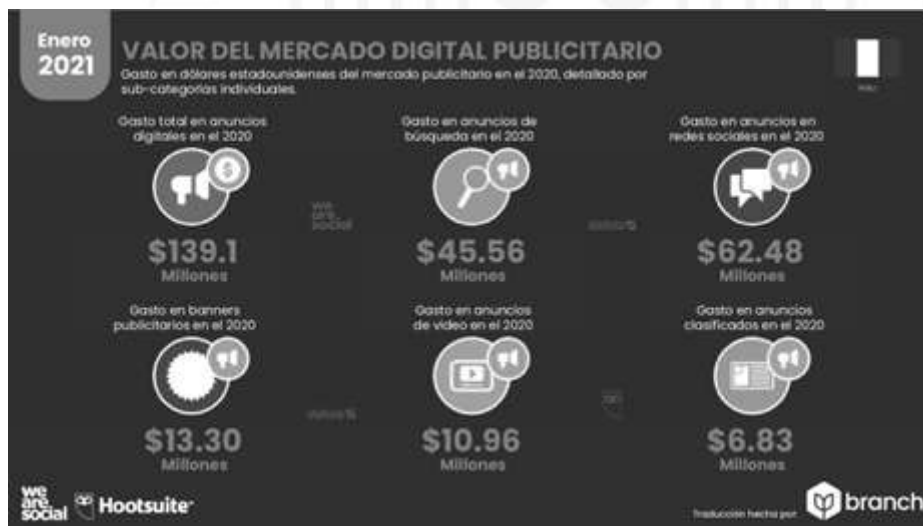 Enero
2021
VALOR DEL MERCADO DIGITAL PUBLICITARIO
Gasto en dólares estadounidenses del mercado publicitario en el 2020, detallado por
sub-categorías individuales.
Gasto total en anuncios
digitales en el 2020
Gasto en anuncios de
búsqueda en el 2020
Gasto en anuncios en
redes sociales en el 2020
we
are
social
$139.1
Millones
$45.56
Millones
$62.48
Millones
Gasto en banners
publicitarios en el 2020
Gasto en anuncios
de video en el 2020
Gasto en anuncios
clasificados en el 2020
$13.30
Millones
$10.96
Millones
$6.83
Millones
we
are
social
Hootsuite
Traducción hecha por:
branch